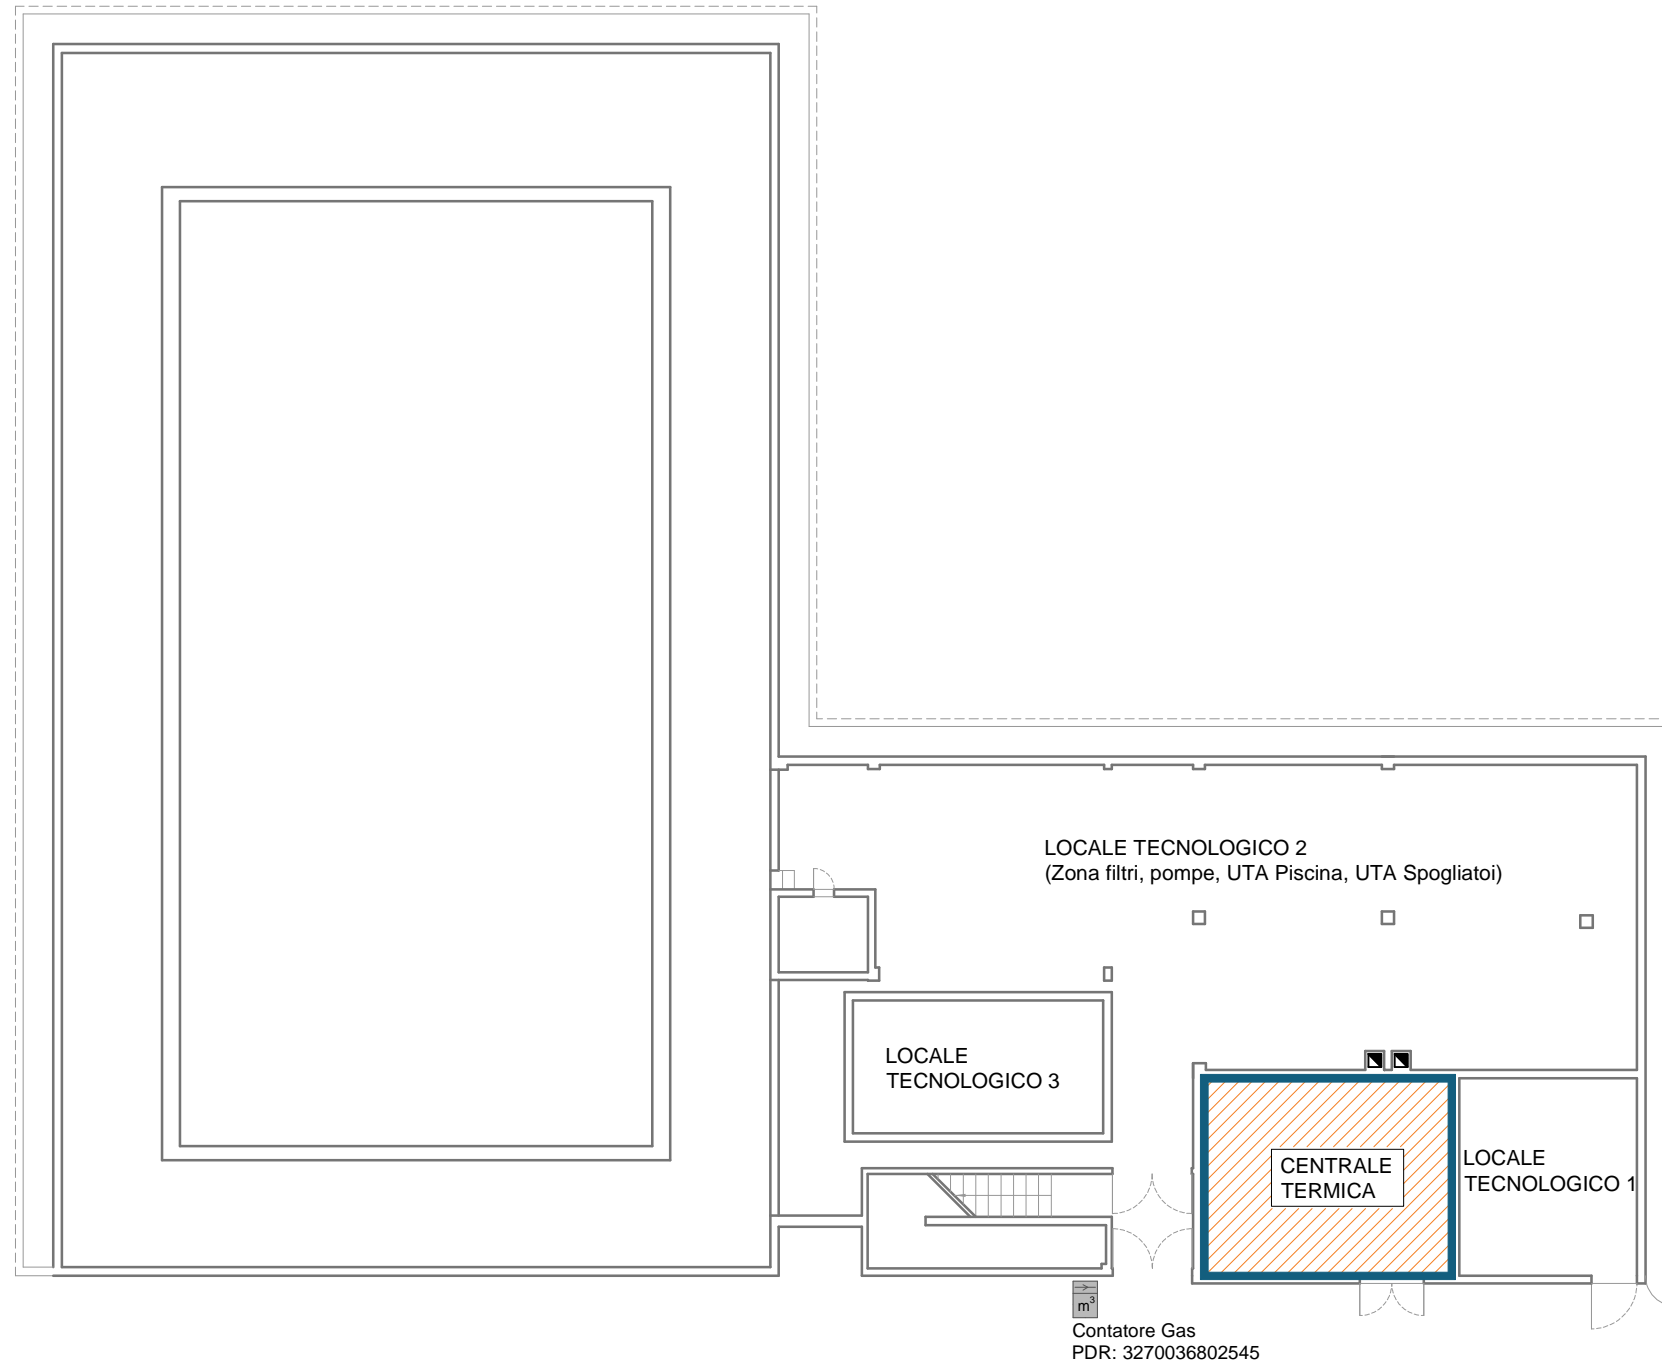 LOCALE TECNOLOGICO 2
(Zona filtri, pompe, UTA Piscina, UTA Spogliatoi)
LOCALE
TECNOLOGICO 3
CENTRALE
TERMICA
LOCALE
TECNOLOGICO 1
m³
Contatore Gas
PDR: 3270036802545